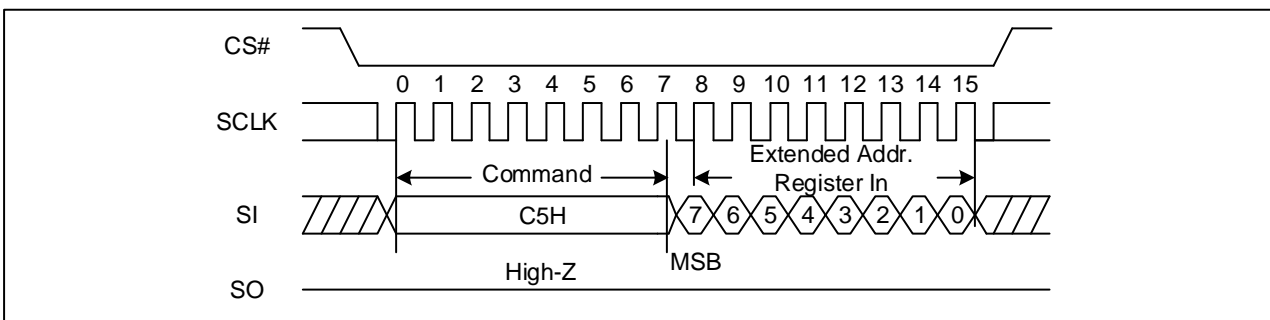 CS#
0 1 2 3 4 5 6 7 8 9 10 11 12 13 14 15
SCLK
Extended Addr.
Command
Register In
SI
C5H
7 6 5 4 3 2 1 0
MSB
High-Z
SO